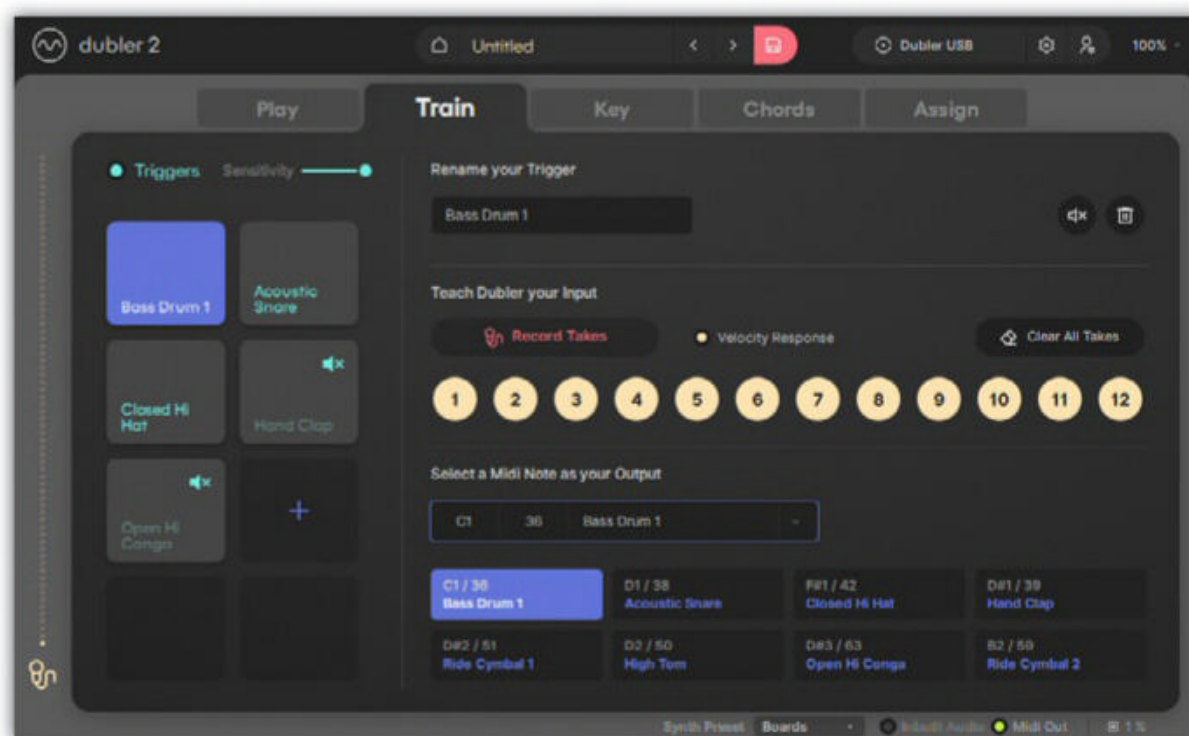 dubler 2
Untitled
Dubler USB
100%
Play
Train
Key
Chords
Assign
Triggers
Sensitivity
Bass Drum 1
Acoustic
Snare
Closed Hi
Hat
Hand Clap
Open Hi
Conga
Rename your Trigger
Bass Drum 1
Teach Dubler your Input
Record Takes
Velocity Response
Clear All Takes
1 2 3 4 5 6 7 8 9 10 11 12
Select a Midi Note as your Output
C1 36 Bass Drum 1
C1 / 36
Bass Drum 1
D1 / 38
Acoustic Snare
F#1 / 42
Closed Hi Hat
D#1 / 39
Hand Clap
D#2 / 51
Ride Cymbal 1
D2 / 50
High Tom
D#3 / 63
Open Hi Conga
B2 / 59
Ride Cymbal 2
Synth Preset
Boards
Inbuilt Audio
Midi Out
1 %